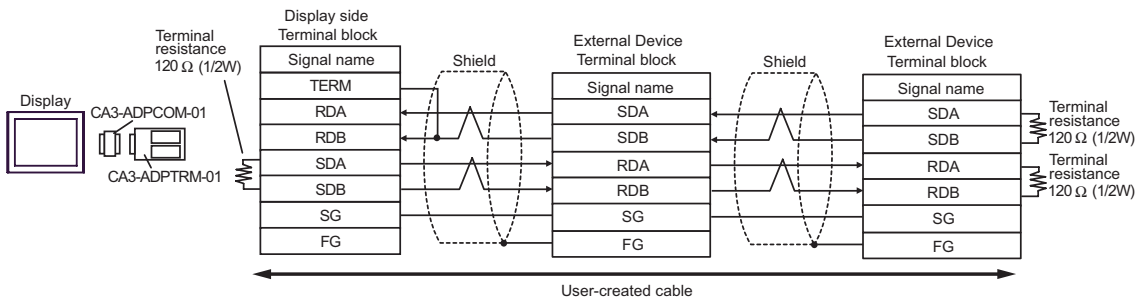 Display
CA3-ADPCOM-01
CA3-ADPTRM-01
Terminal
resistance
120 Ω (1/2W)
Display side
Terminal block
Signal name
TERM
RDA
RDB
SDA
SDB
SG
FG
Shield
External Device
Terminal block
Signal name
SDA
SDB
RDA
RDB
SG
FG
Shield
External Device
Terminal block
Signal name
SDA
SDB
RDA
RDB
SG
FG
Terminal
resistance
120 Ω (1/2W)
Terminal
resistance
120 Ω (1/2W)
User-created cable